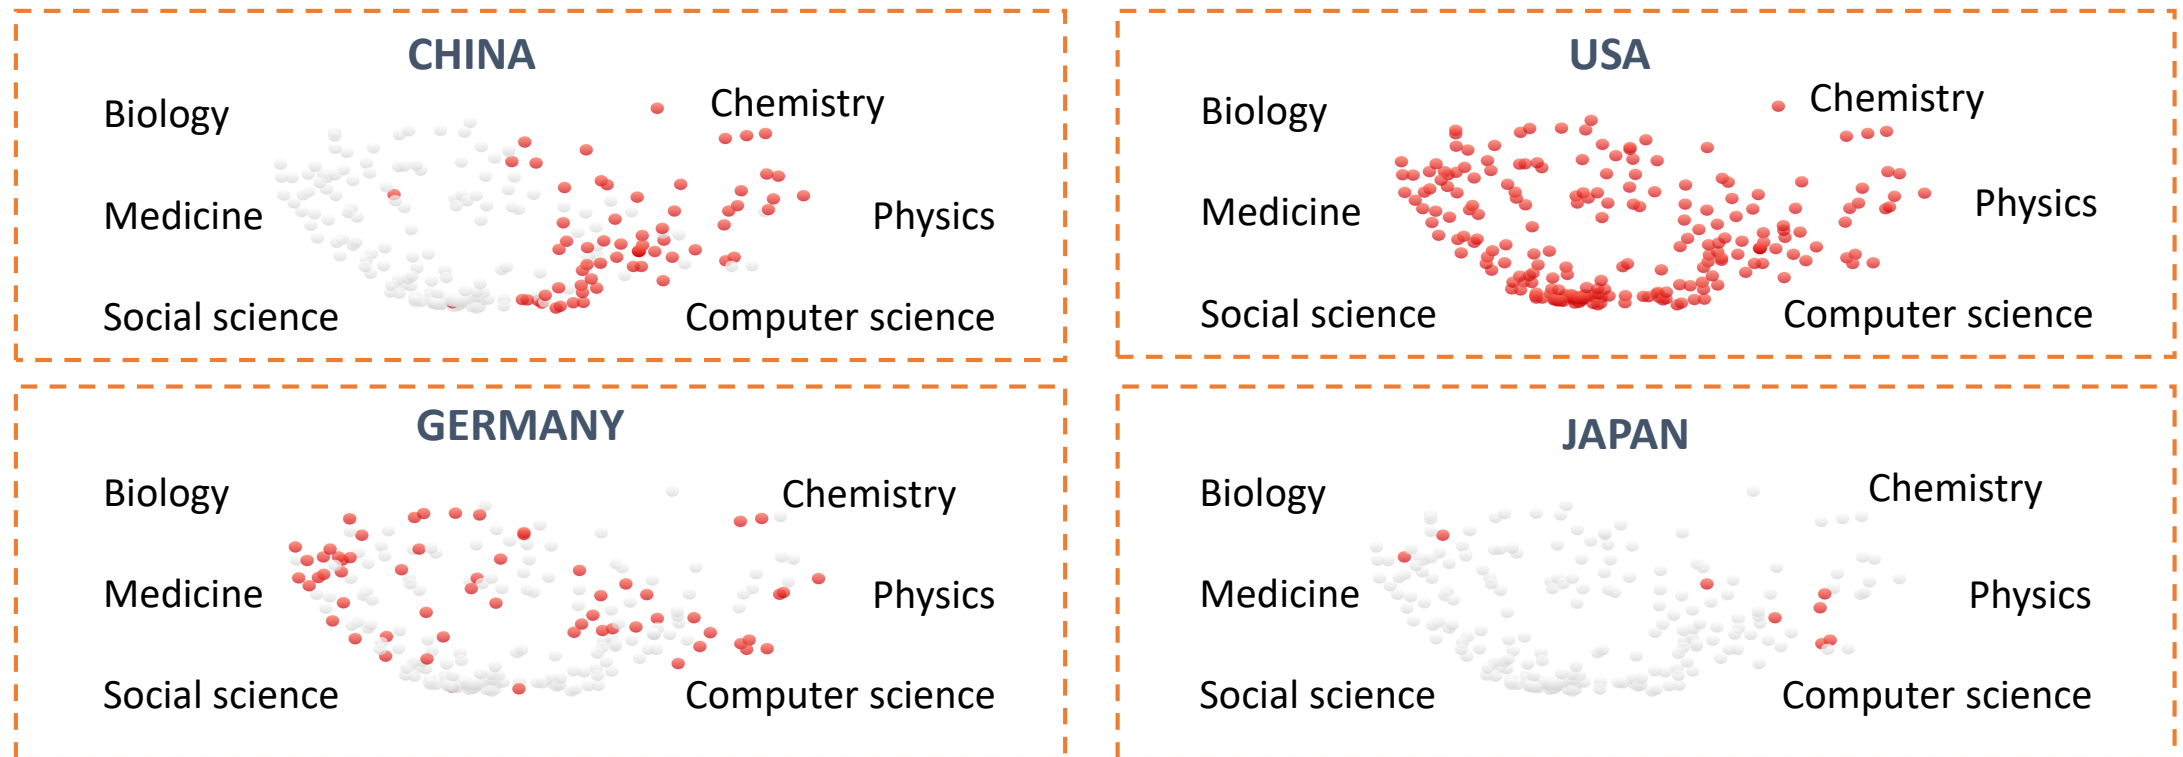 CHINA
Biology
Chemistry
Medicine
Physics
Social science
Computer science
USA
Biology
Chemistry
Medicine
Physics
Social science
Computer science
GERMANY
Biology
Chemistry
Medicine
Physics
Social science
Computer science
JAPAN
Biology
Chemistry
Medicine
Physics
Social science
Computer science